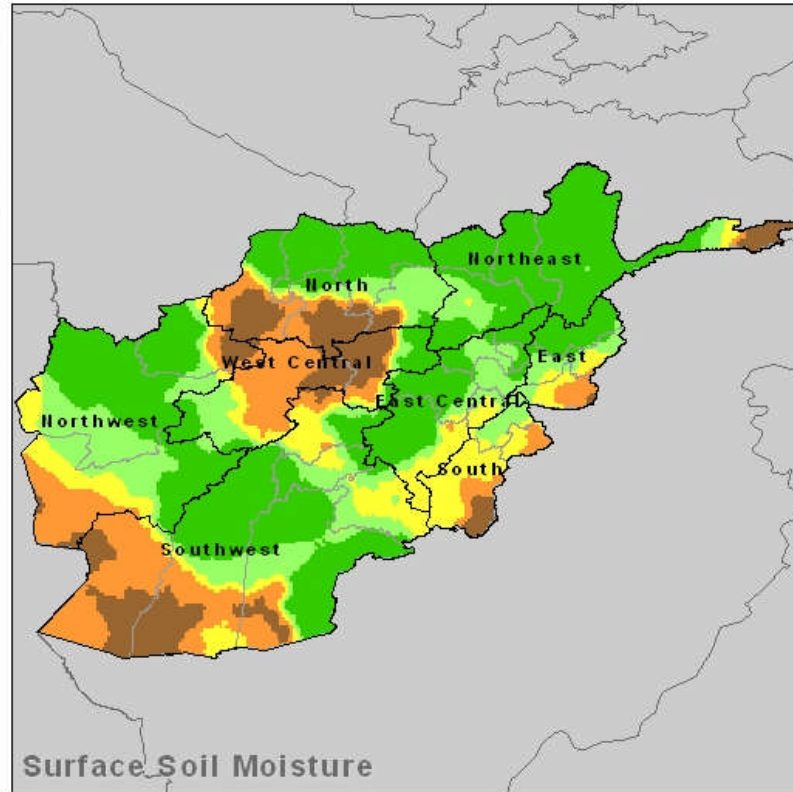 Northeast
North
East
West Central
East Central
Northwest
South
Southwest
Surface Soil Moisture